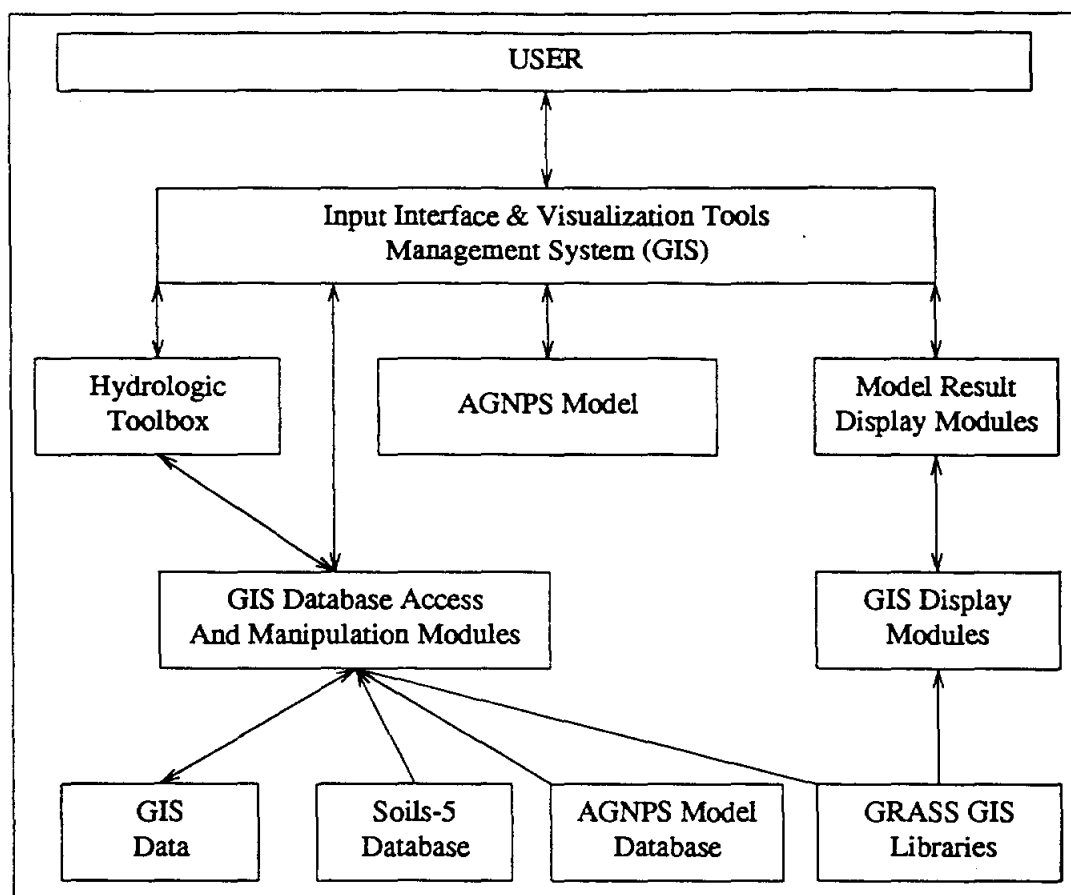 USER
Input Interface & Visualization Tools
Management System (GIS)
Hydrologic
Toolbox
AGNPS Model
Model Result
Display Modules
GIS Database Access
And Manipulation Modules
GIS Display
Modules
GIS
Data
Soils-5
Database
AGNPS Model
Database
GRASS GIS
Libraries